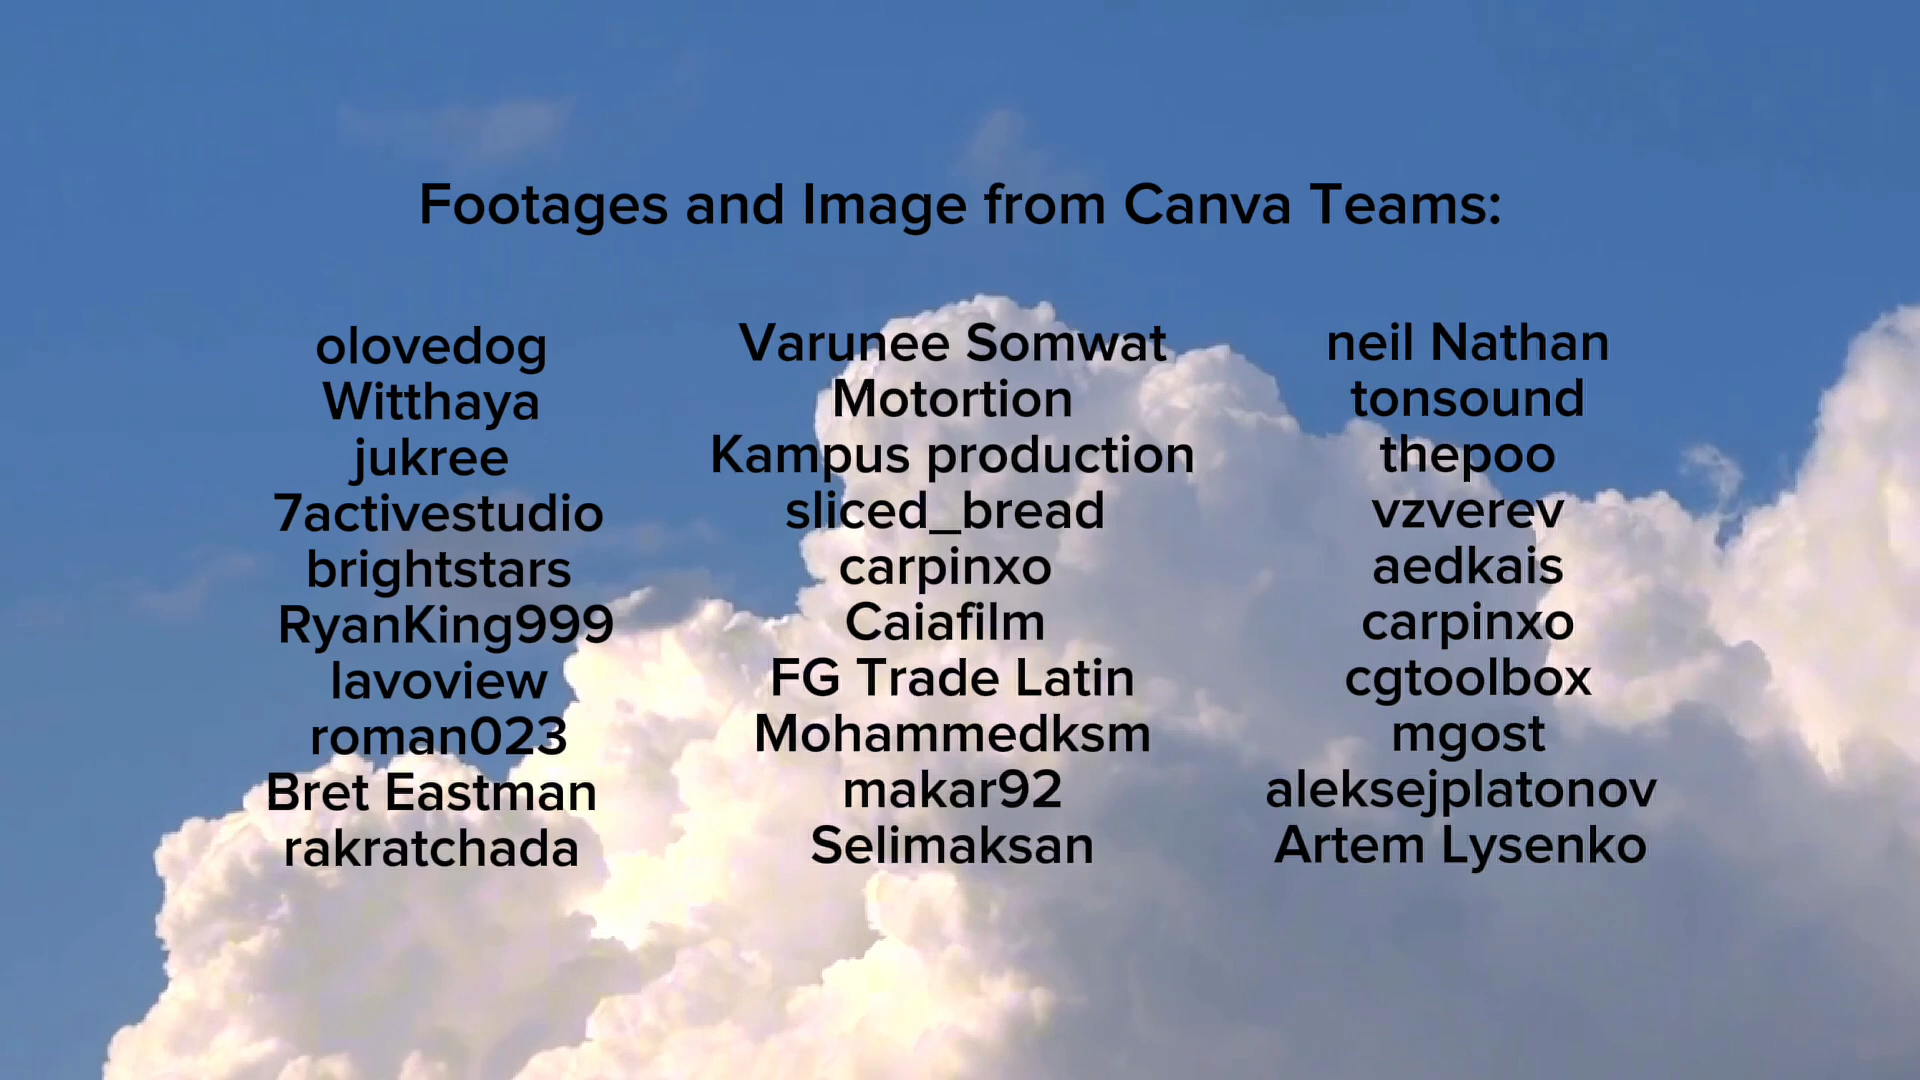 Footages and Image from Canva Teams:
olovedog
Witthaya
jukree
7activestudio
brightstars
RyanKing999
lavoview
roman023
Bret Eastman
rakratchada
Varunee Somwat
Motortion
Kampus production
sliced_bread
carpinxo
Caiafilm
FG Trade Latin
Mohammedksm
makar92
Selimaksan
neil Nathan
tonsound
thepoo
vzverev
aedkais
carpinxo
cgtoolbox
mgost
aleksejplatonov
Artem Lysenko